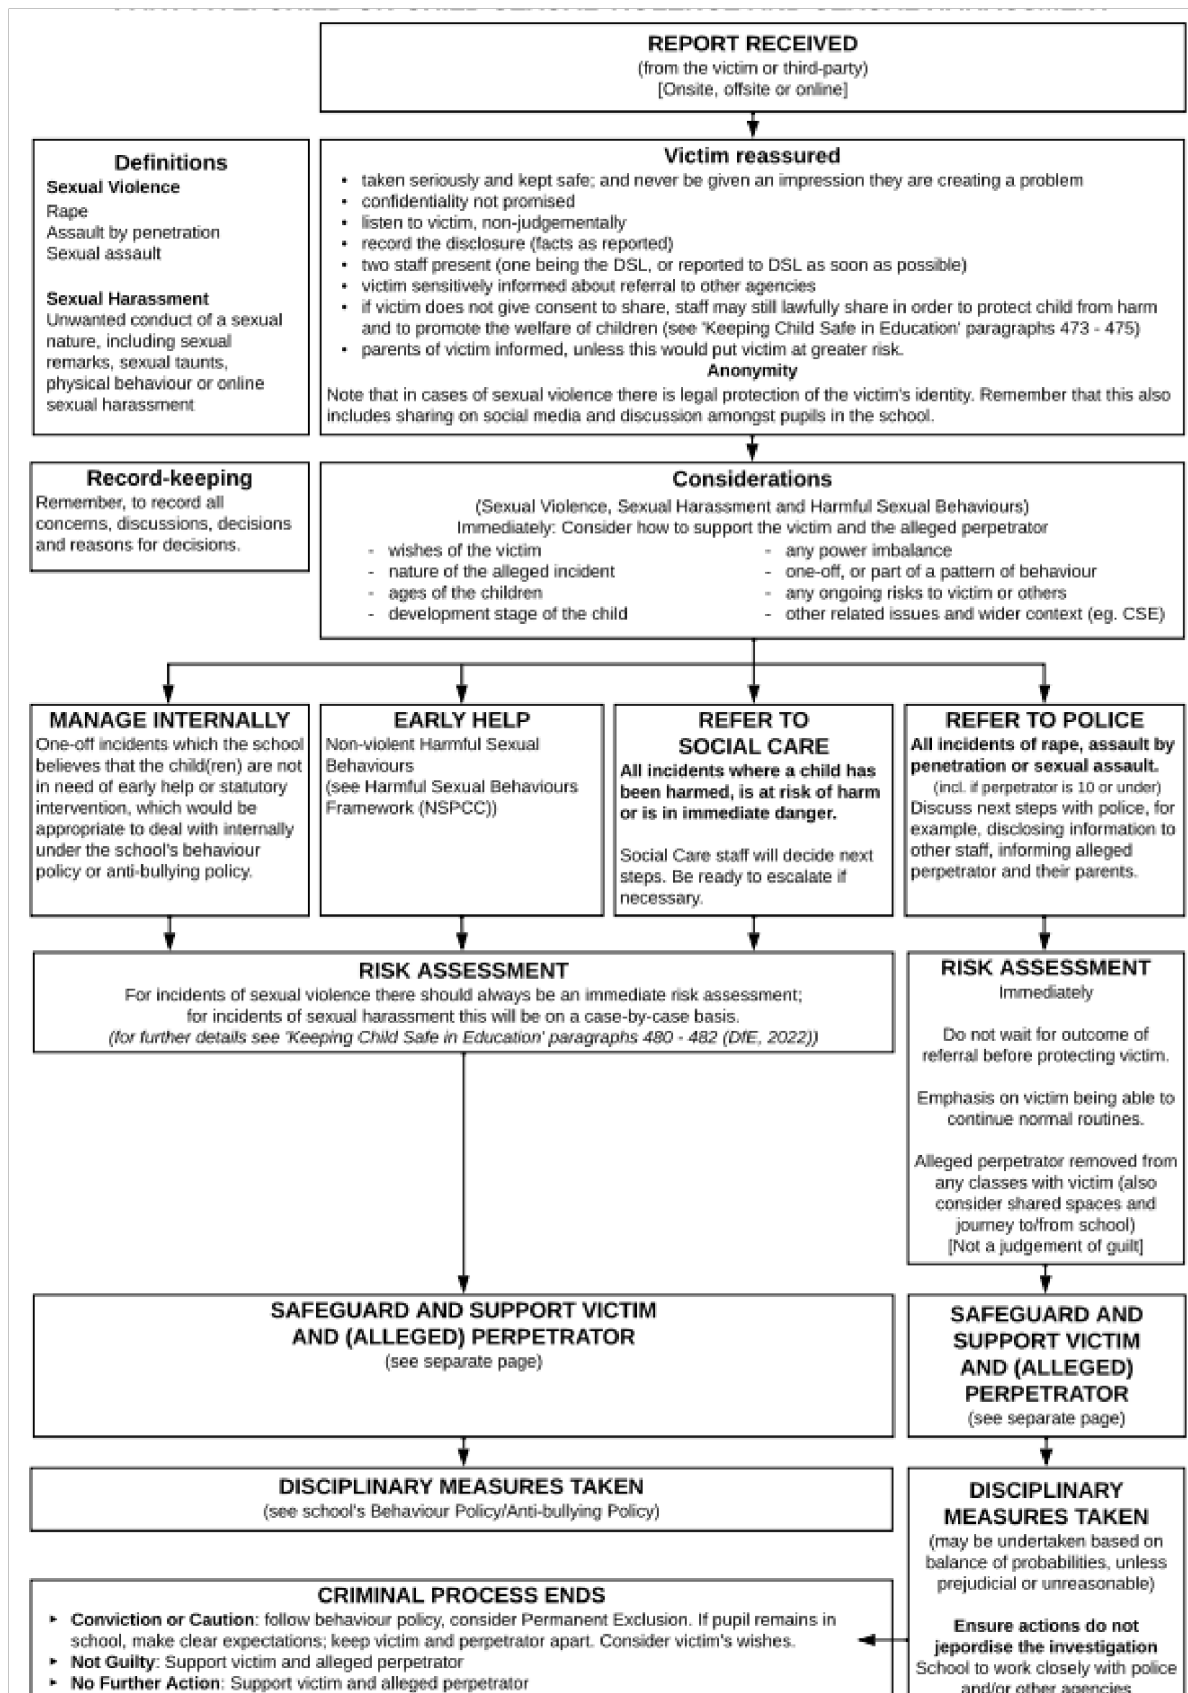 REPORT RECEIVED
(from the victim or third-party)
[Onsite, offsite or online]
Definitions
Sexual Violence
Rape
Assault by penetration
Sexual assault
Sexual Harassment
Unwanted conduct of a sexual
nature, including sexual
remarks, sexual taunts,
physical behaviour or online
sexual harassment
Victim reassured
• taken seriously and kept safe; and never be given an impression they are creating a problem
• confidentiality not promised
• listen to victim, non-judgementally
• record the disclosure (facts as reported)
• two staff present (one being the DSL, or reported to DSL as soon as possible)
• victim sensitively informed about referral to other agencies
• if victim does not give consent to share, staff may still lawfully share in order to protect child from harm
and to promote the welfare of children (see 'Keeping Child Safe in Education' paragraphs 473 - 475)
• parents of victim informed, unless this would put victim at greater risk.
Anonymity
Note that in cases of sexual violence there is legal protection of the victim's identity. Remember that this also
includes sharing on social media and discussion amongst pupils in the school.
Record-keeping
Remember, to record all
concerns, discussions, decisions
and reasons for decisions.
Considerations
(Sexual Violence, Sexual Harassment and Harmful Sexual Behaviours)
Immediately: Consider how to support the victim and the alleged perpetrator
- wishes of the victim
- nature of the alleged incident
- ages of the children
- development stage of the child
- any power imbalance
- one-off, or part of a pattern of behaviour
- any ongoing risks to victim or others
- other related issues and wider context (eg. CSE)
MANAGE INTERNALLY
One-off incidents which the school
believes that the child(ren) are not
in need of early help or statutory
intervention, which would be
appropriate to deal with internally
under the school's behaviour
policy or anti-bullying policy.
EARLY HELP
Non-violent Harmful Sexual
Behaviours
(see Harmful Sexual Behaviours
Framework (NSPCC))
REFER TO
SOCIAL CARE
All incidents where a child has
been harmed, is at risk of harm
or is in immediate danger.
Social Care staff will decide next
steps. Be ready to escalate if
necessary.
REFER TO POLICE
All incidents of rape, assault by
penetration or sexual assault.
(incl. if perpetrator is 10 or under)
Discuss next steps with police, for
example, disclosing information to
other staff, informing alleged
perpetrator and their parents.
RISK ASSESSMENT
For incidents of sexual violence there should always be an immediate risk assessment;
for incidents of sexual harassment this will be on a case-by-case basis.
(for further details see 'Keeping Child Safe in Education' paragraphs 480 - 482 (DfE, 2022))
RISK ASSESSMENT
Immediately
Do not wait for outcome of
referral before protecting victim.
Emphasis on victim being able to
continue normal routines.
Alleged perpetrator removed from
any classes with victim (also
consider shared spaces and
journey to/from school)
[Not a judgement of guilt]
SAFEGUARD AND SUPPORT VICTIM
AND (ALLEGED) PERPETRATOR
(see separate page)
SAFEGUARD AND
SUPPORT VICTIM
AND (ALLEGED)
PERPETRATOR
(see separate page)
DISCIPLINARY MEASURES TAKEN
(see school's Behaviour Policy/Anti-bullying Policy)
DISCIPLINARY
MEASURES TAKEN
(may be undertaken based on
balance of probabilities, unless
prejudicial or unreasonable)
Ensure actions do not
jepordise the investigation
School to work closely with police
and/or other agencies
CRIMINAL PROCESS ENDS
▸ Conviction or Caution: follow behaviour policy, consider Permanent Exclusion. If pupil remains in
school, make clear expectations; keep victim and perpetrator apart. Consider victim's wishes.
▸ Not Guilty: Support victim and alleged perpetrator
▸ No Further Action: Support victim and alleged perpetrator